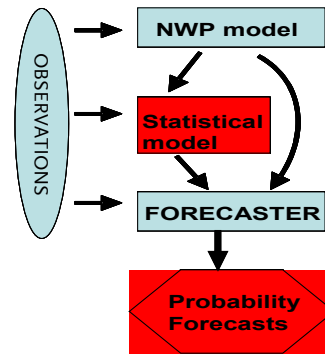 OBSERVATIONS
NWP model
Statistical
model
FORECASTER
Probability
Forecasts